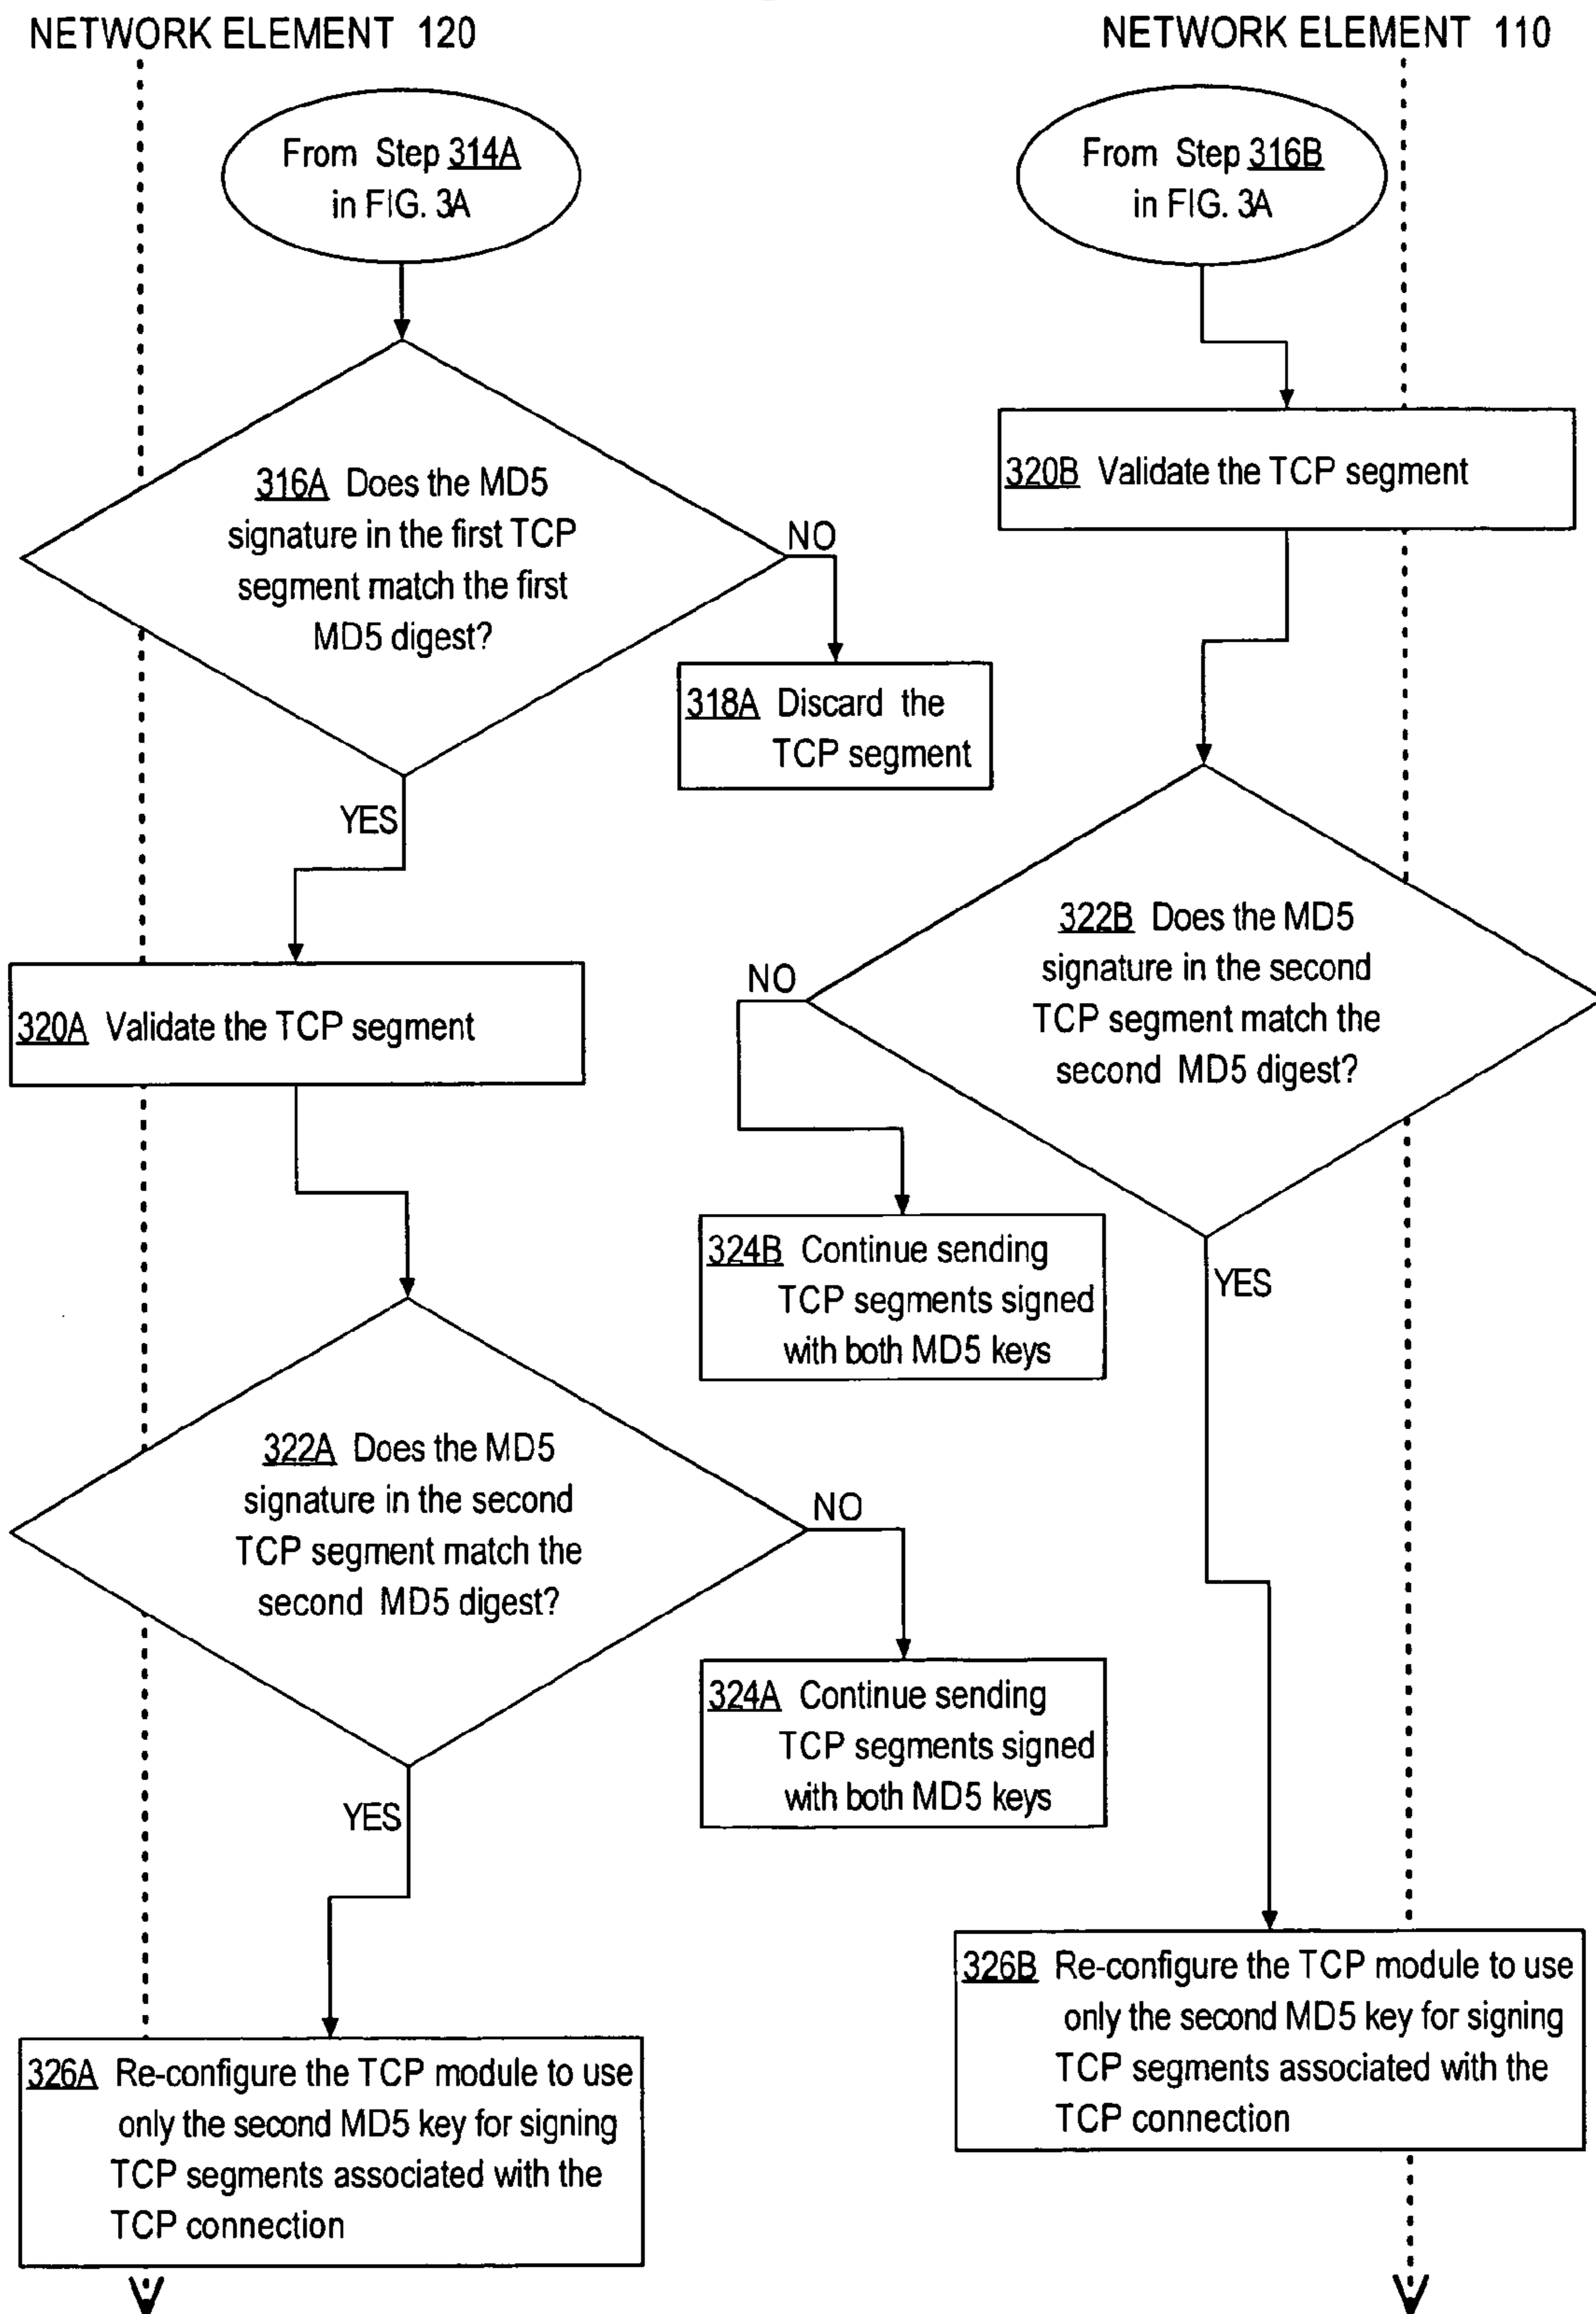 NETWORK ELEMENT 120
NETWORK ELEMENT 110
From Step 314A
in FIG. 3A
From Step 316B
in FIG. 3A
316A Does the MD5
signature in the first TCP
segment match the first
MD5 digest?
NO
320B Validate the TCP segment
318A Discard the
TCP segment
YES
322B Does the MD5
signature in the second
TCP segment match the
second MD5 digest?
NO
320A Validate the TCP segment
324B Continue sending
TCP segments signed
with both MD5 keys
YES
322A Does the MD5
signature in the second
TCP segment match the
second MD5 digest?
NO
324A Continue sending
TCP segments signed
with both MD5 keys
YES
326B Re-configure the TCP module to use
only the second MD5 key for signing
TCP segments associated with the
TCP connection
326A Re-configure the TCP module to use
only the second MD5 key for signing
TCP segments associated with the
TCP connection